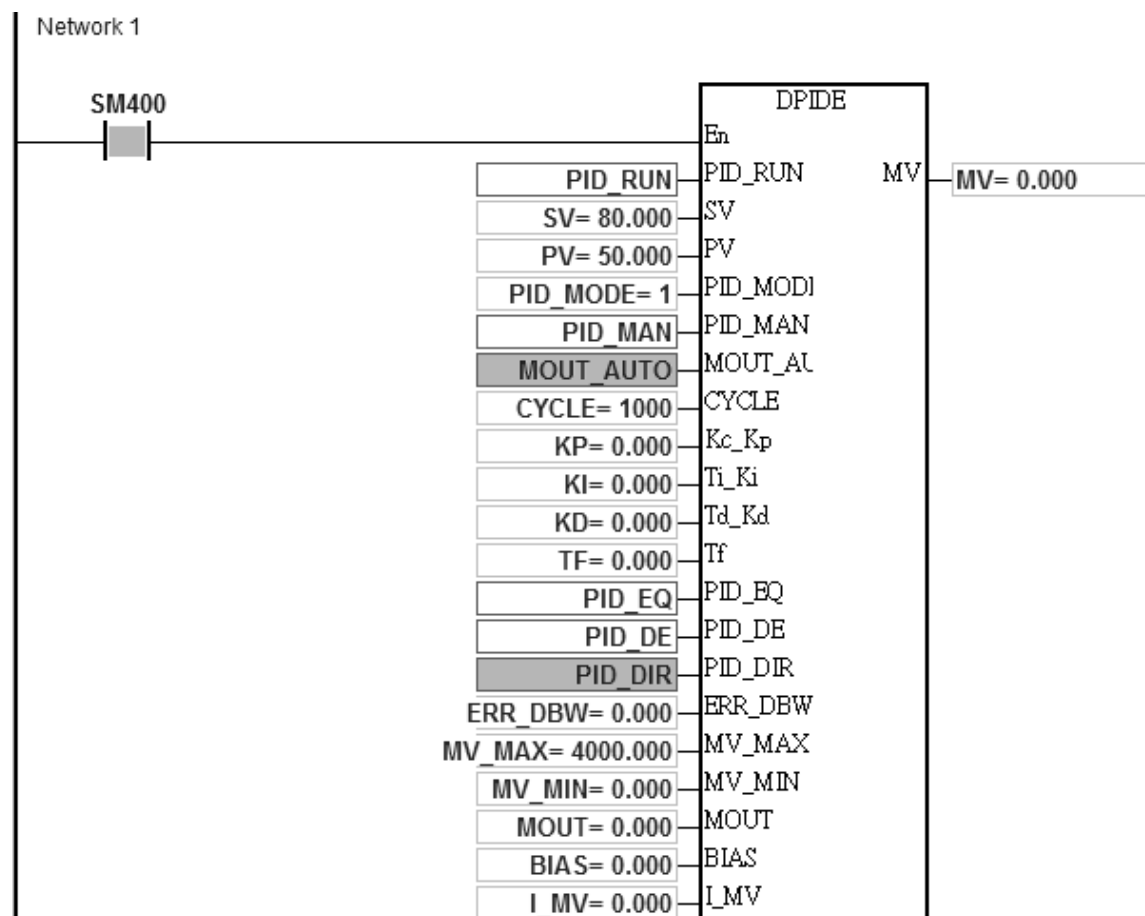 Network 1
SM400
DPIDE
En
PID_RUN PID_RUN MV MV= 0.000
SV= 80.000 SV
PV= 50.000 PV
PID_MODE= 1 PID_MOD
PID_MAN PID_MAN
MOUT_AUTO MOUT_AU
CYCLE= 1000 CYCLE
KP= 0.000 Kc_Kp
KI= 0.000 Ti_Ki
KD= 0.000 Td_Kd
TF= 0.000 Tf
PID_EQ PID_EQ
PID_DE PID_DE
PID_DIR PID_DIR
ERR_DBW= 0.000 ERR_DBW
MV_MAX= 4000.000 MV_MAX
MV_MIN= 0.000 MV_MIN
MOUT= 0.000 MOUT
BIAS= 0.000 BIAS
I_MV= 0.000 I_MV